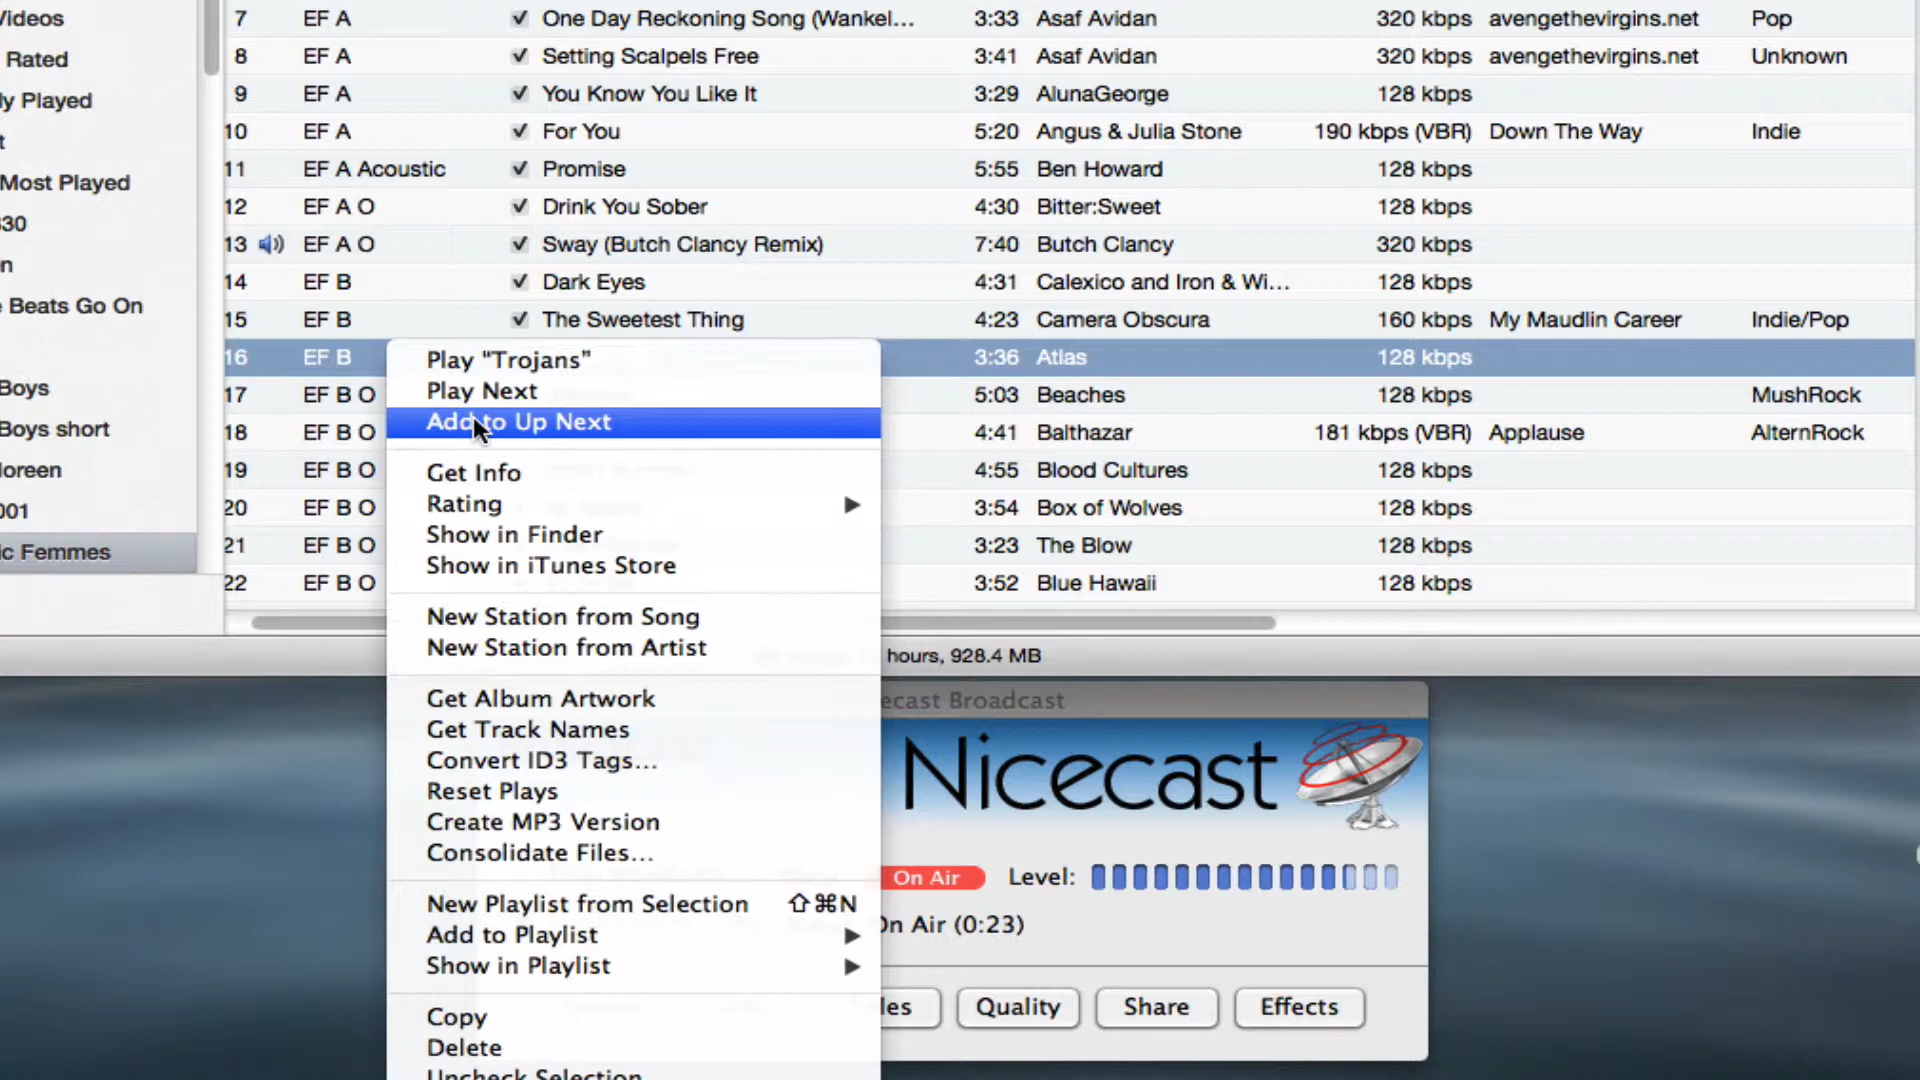 /ideos
Rated
ly Played
t
Most Played
30
n
e Beats Go On
Boys
Boys short
loreen
001
ic Femmes
7 EF A ✓ One Day Reckoning Song (Wankel... 3:33 Asaf Avidan 320 kbps avengethevirgins.net Pop
8 EF A ✓ Setting Scalpels Free 3:41 Asaf Avidan 320 kbps avengethevirgins.net Unknown
9 EF A ✓ You Know You Like It 3:29 AlunaGeorge 128 kbps
10 EF A ✓ For You 5:20 Angus & Julia Stone 190 kbps (VBR) Down The Way Indie
11 EF A Acoustic ✓ Promise 5:55 Ben Howard 128 kbps
12 EF A O ✓ Drink You Sober 4:30 Bitter:Sweet 128 kbps
13 EF A O ✓ Sway (Butch Clancy Remix) 7:40 Butch Clancy 320 kbps
14 EF B ✓ Dark Eyes 4:31 Calexico and Iron & Wi... 128 kbps
15 EF B ✓ The Sweetest Thing 4:23 Camera Obscura 160 kbps My Maudlin Career Indie/Pop
16 EF B 3:36 Atlas 128 kbps
17 EF B O 5:03 Beaches 128 kbps MushRock
18 EF B O 4:41 Balthazar 181 kbps (VBR) Applause AlternRock
19 EF B O 4:55 Blood Cultures 128 kbps
20 EF B O 3:54 Box of Wolves 128 kbps
21 EF B O 3:23 The Blow 128 kbps
22 EF B O 3:52 Blue Hawaii 128 kbps
hours, 928.4 MB
Play "Trojans"
Play Next
Add to Up Next
Get Info
Rating
Show in Finder
Show in iTunes Store
New Station from Song
New Station from Artist
Get Album Artwork
Get Track Names
Convert ID3 Tags...
Reset Plays
Create MP3 Version
Consolidate Files...
New Playlist from Selection ⇧⌘N
Add to Playlist
Show in Playlist
Copy
Delete
Uncheck Selection
ecast Broadcast
Nicecast
On Air Level:
On Air (0:23)
les Quality Share Effects